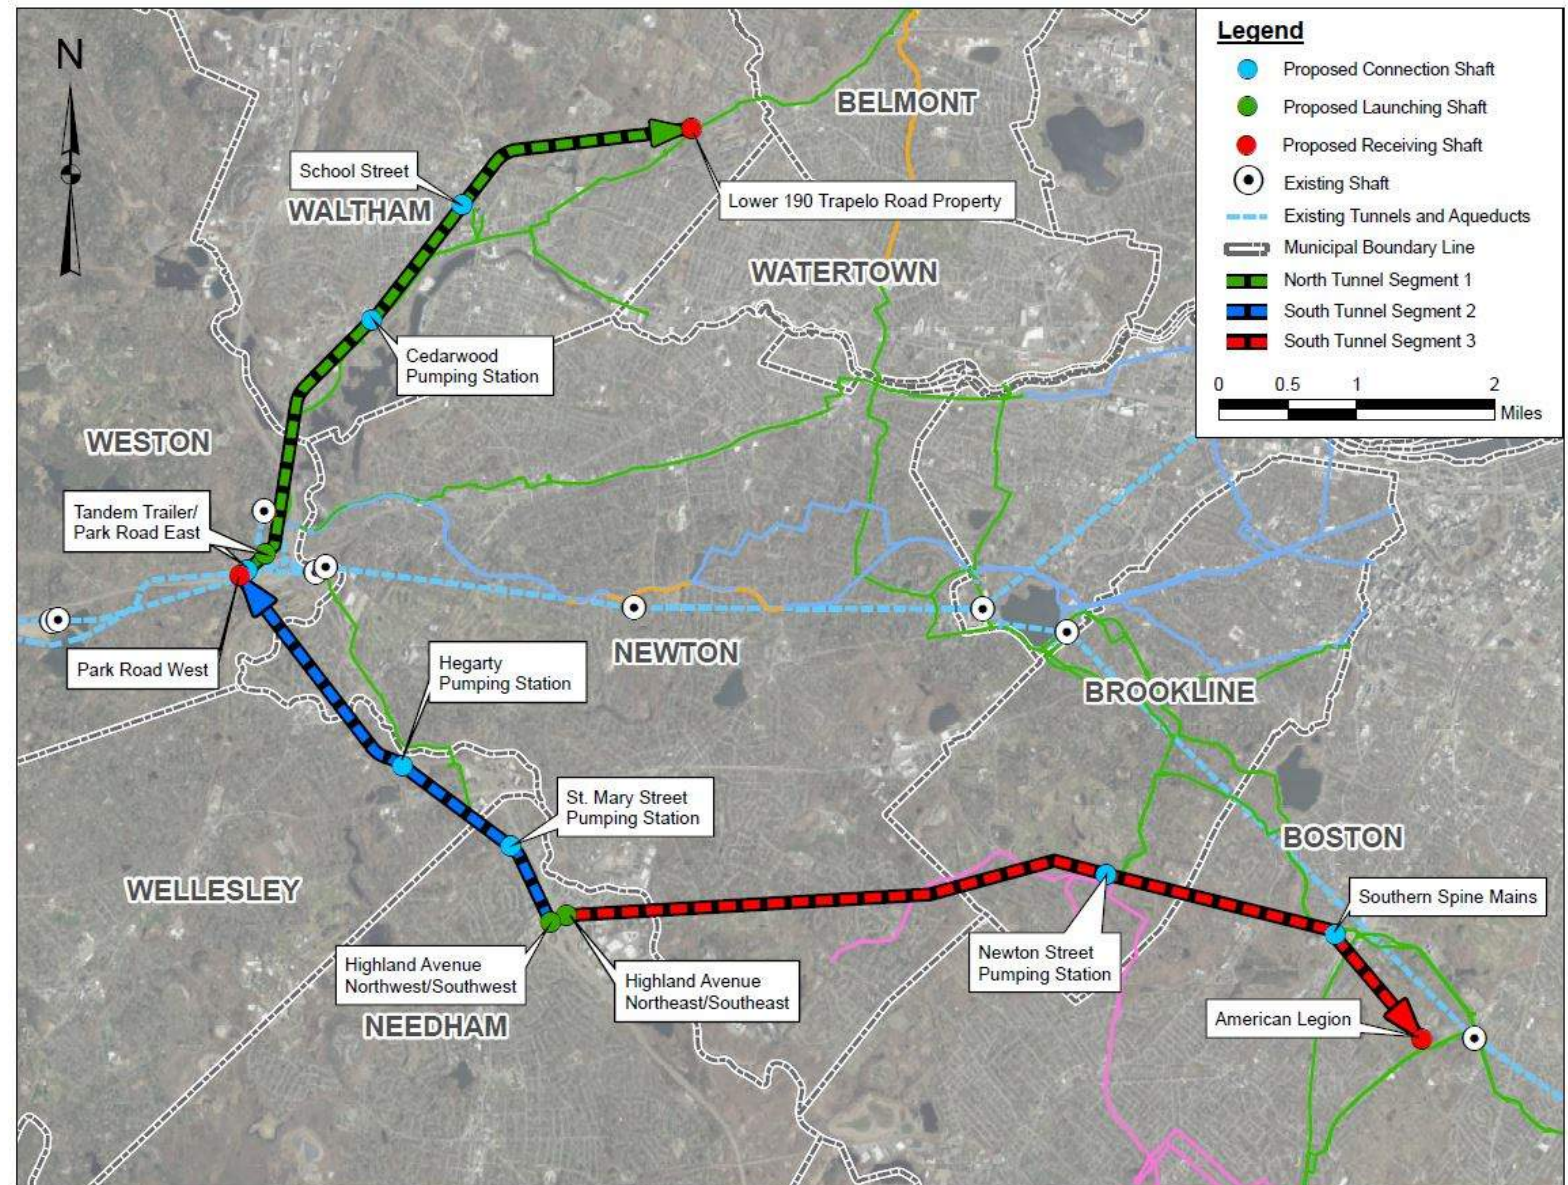 N
Legend
Proposed Connection Shaft
Proposed Launching Shaft
Proposed Receiving Shaft
Existing Shaft
Existing Tunnels and Aqueducts
Municipal Boundary Line
North Tunnel Segment 1
South Tunnel Segment 2
South Tunnel Segment 3
0 0.5 1 2
Miles
BELMONT
School Street
WALTHAM
Lower 190 Trapelo Road Property
WATERTOWN
Cedarwood
Pumping Station
WESTON
Tandem Trailer/
Park Road East
Park Road West
Hegarty
Pumping Station
NEWTON
BROOKLINE
St. Mary Street
Pumping Station
BOSTON
WELLESLEY
Southern Spine Mains
Highland Avenue
Northwest/Southwest
Highland Avenue
Northeast/Southeast
Newton Street
Pumping Station
NEEDHAM
American Legion